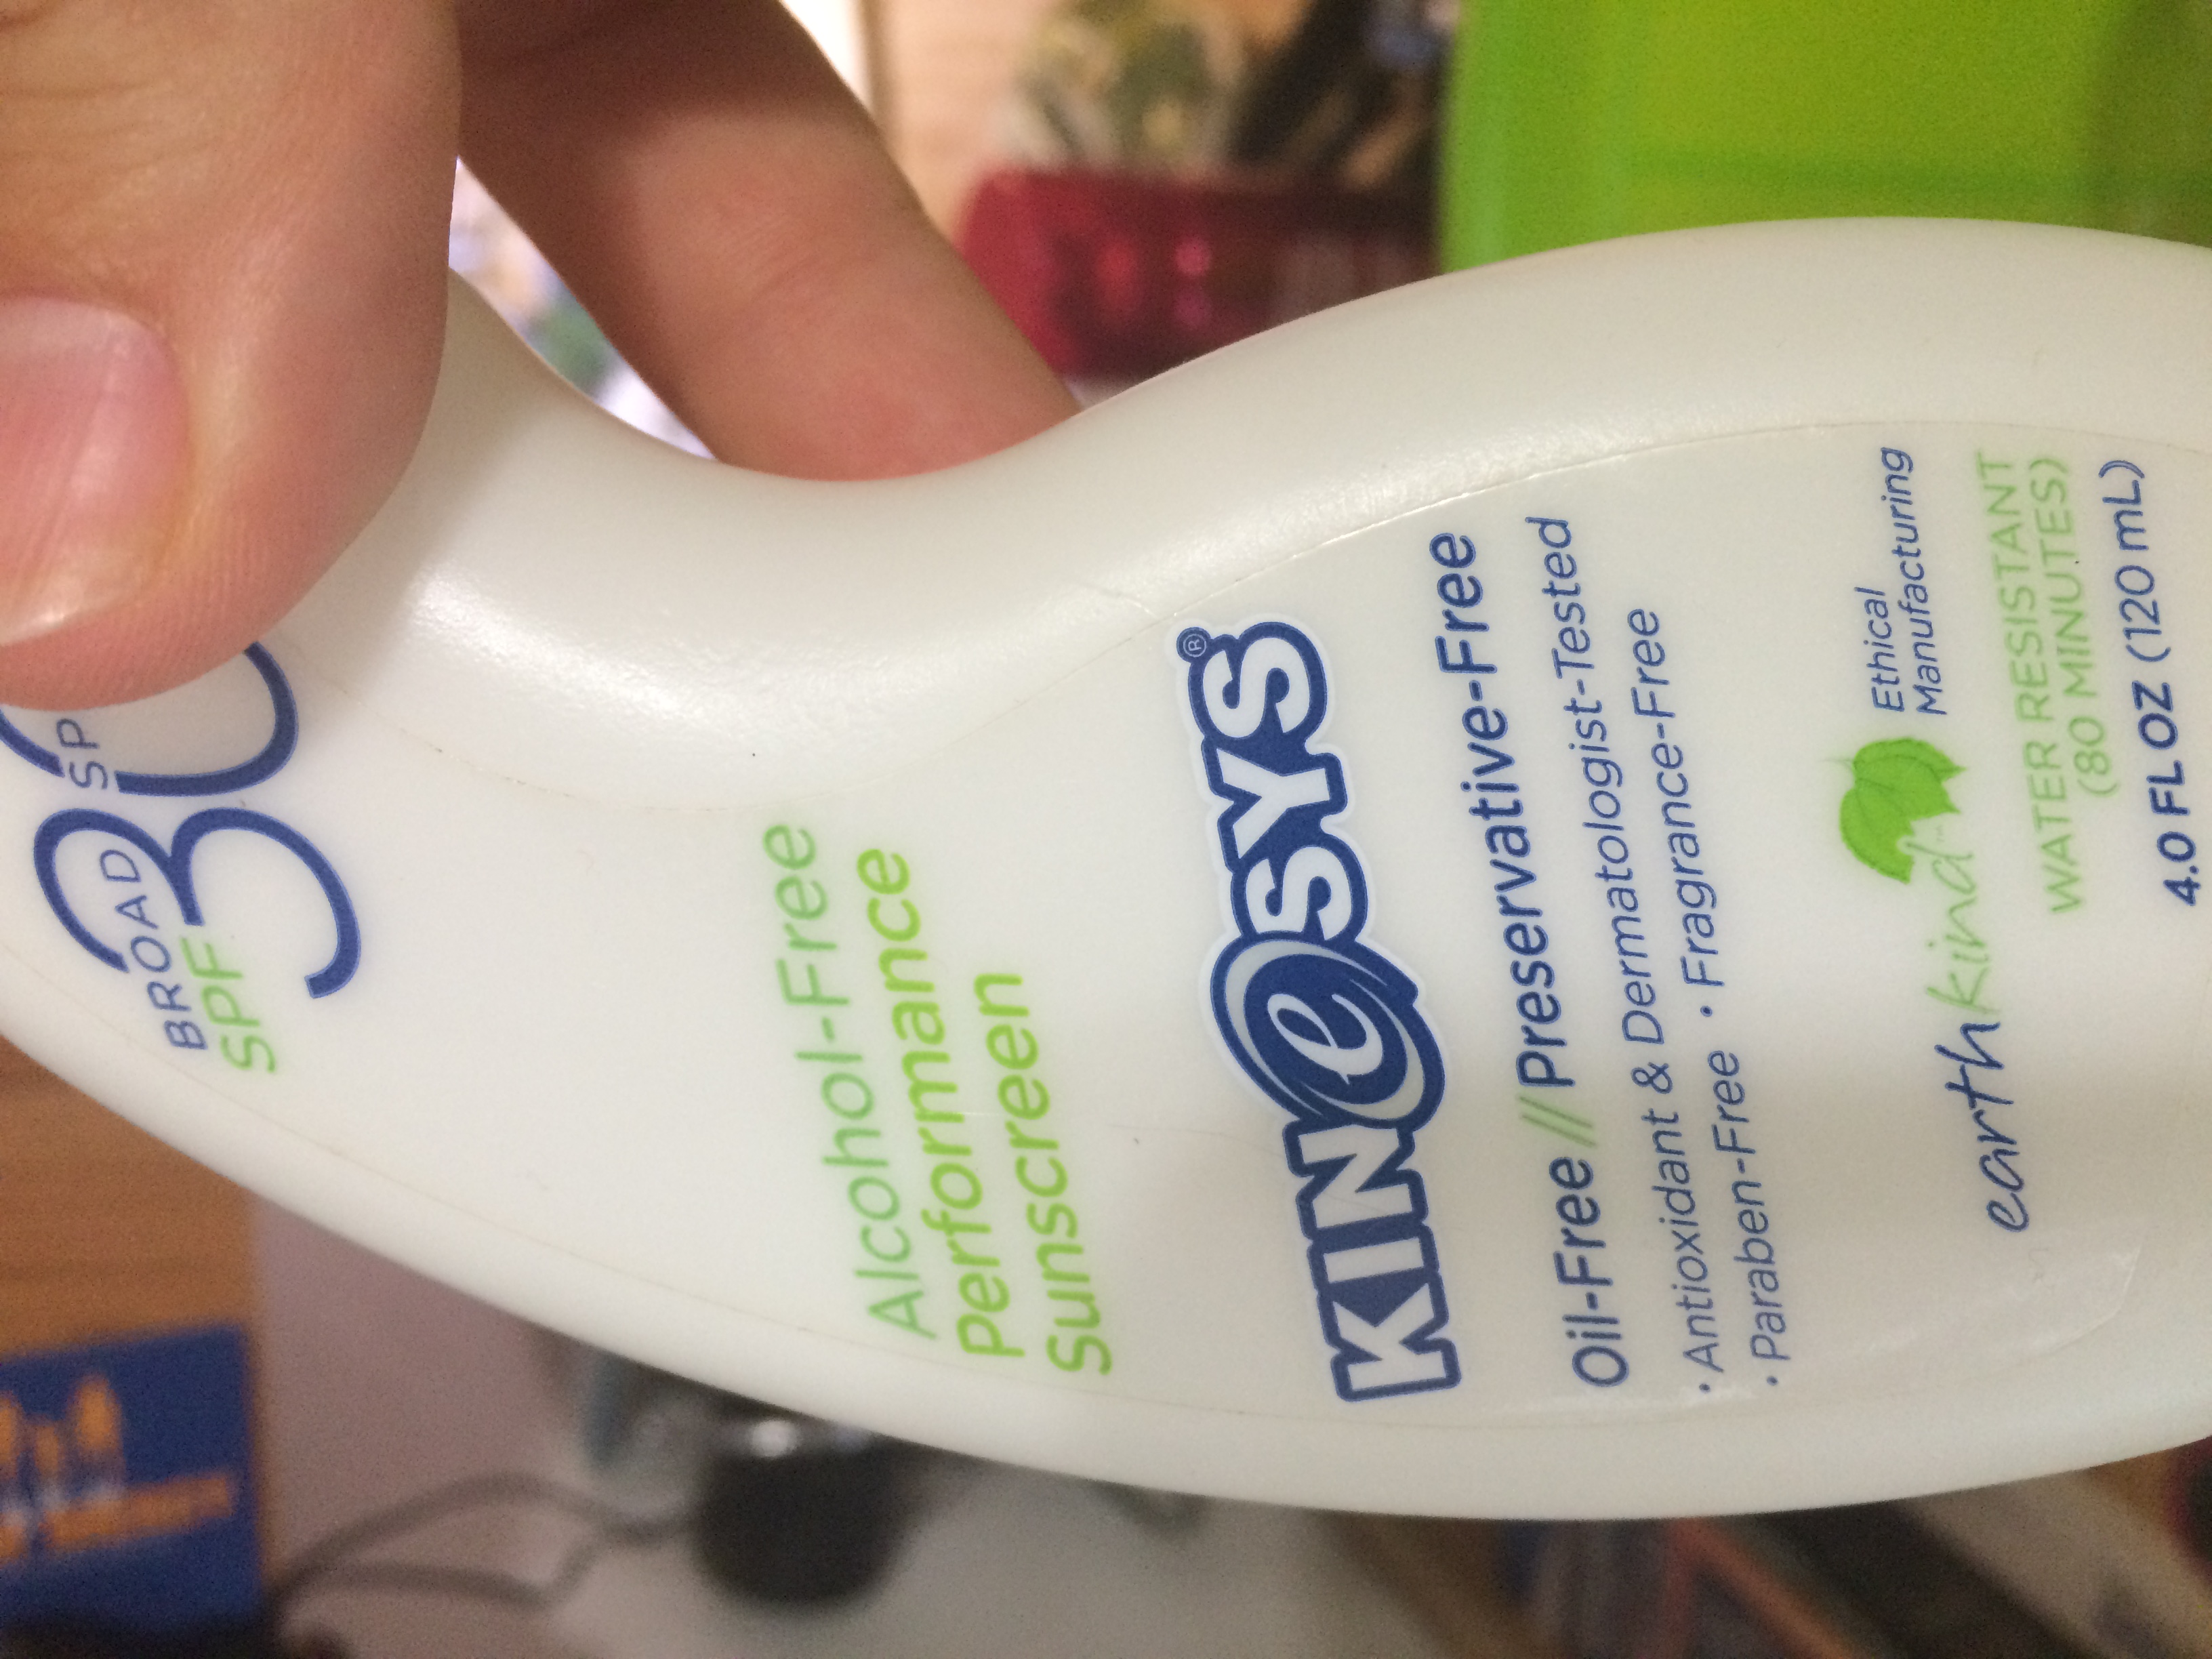 BROAD SP
SPF 30
Alcohol-Free
Performance
Sunscreen
KINeSYS®
Oil-Free // Preservative-Free
· Antioxidant & Dermatologist-Tested
· Paraben-Free · Fragrance-Free
earthkind
Ethical
Manufacturing
WATER RESISTANT
(80 MINUTES)
4.0 FL OZ (120 mL)